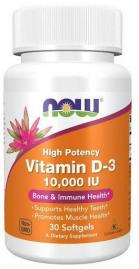 NOW
High Potency
Vitamin D-3
10,000 IU
Bone & Immune Health*
• Supports Healthy Teeth*
• Promotes Muscle Health*
30 Softgels
A Dietary Supplement